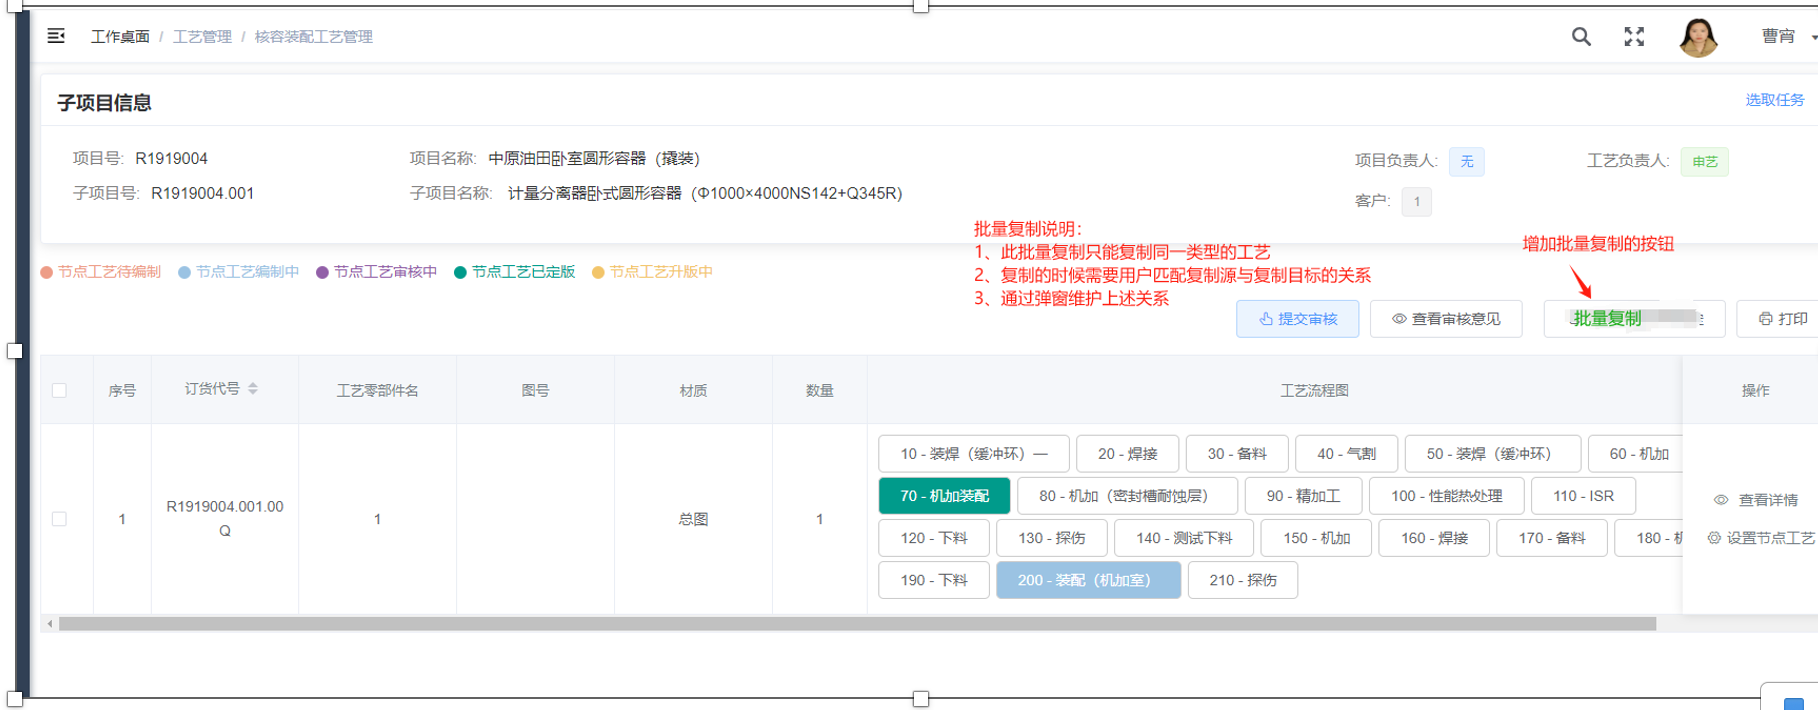 工作桌面 / 工艺管理 / 核容装配工艺管理
曹宵
子项目信息
选取任务
项目号: R1919004
项目名称: 中原油田卧室圆形容器（撬装）
项目负责人: 无
工艺负责人: 申艺
子项目号: R1919004.001
子项目名称: 计量分离器卧式圆形容器（Φ1000×4000NS142+Q345R）
客户: 1
批量复制说明：
1、此批量复制只能复制同一类型的工艺
2、复制的时候需要用户匹配复制源与复制目标的关系
3、通过弹窗维护上述关系
增加批量复制的按钮
节点工艺待编制 节点工艺编制中 节点工艺审核中 节点工艺已定版 节点工艺升版中
提交审核 查看审核意见 批量复制 打印
序号 订货代号 工艺零部件名 图号 材质 数量 工艺流程图 操作
10 - 装焊（缓冲环）一 20 - 焊接 30 - 备料 40 - 气割 50 - 装焊（缓冲环） 60 - 机加
70 - 机加装配 80 - 机加（密封槽耐蚀层） 90 - 精加工 100 - 性能热处理 110 - ISR
1 R1919004.001.00
Q
1 总图 1
120 - 下料 130 - 探伤 140 - 测试下料 150 - 机加 160 - 焊接 170 - 备料 180 -
190 - 下料 200 - 装配（机加室） 210 - 探伤
查看详情
设置节点工艺